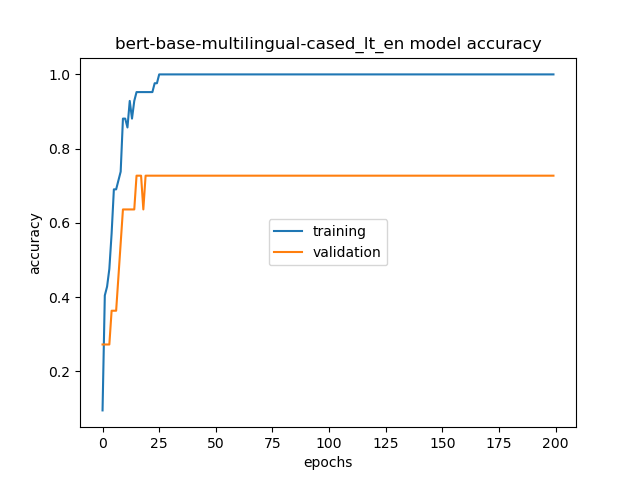 bert-base-multilingual-cased_lt_en model accuracy
1.0
0.8
0.6
0.4
0.2
accuracy
training
validation
0 25 50 75 100 125 150 175 200
epochs